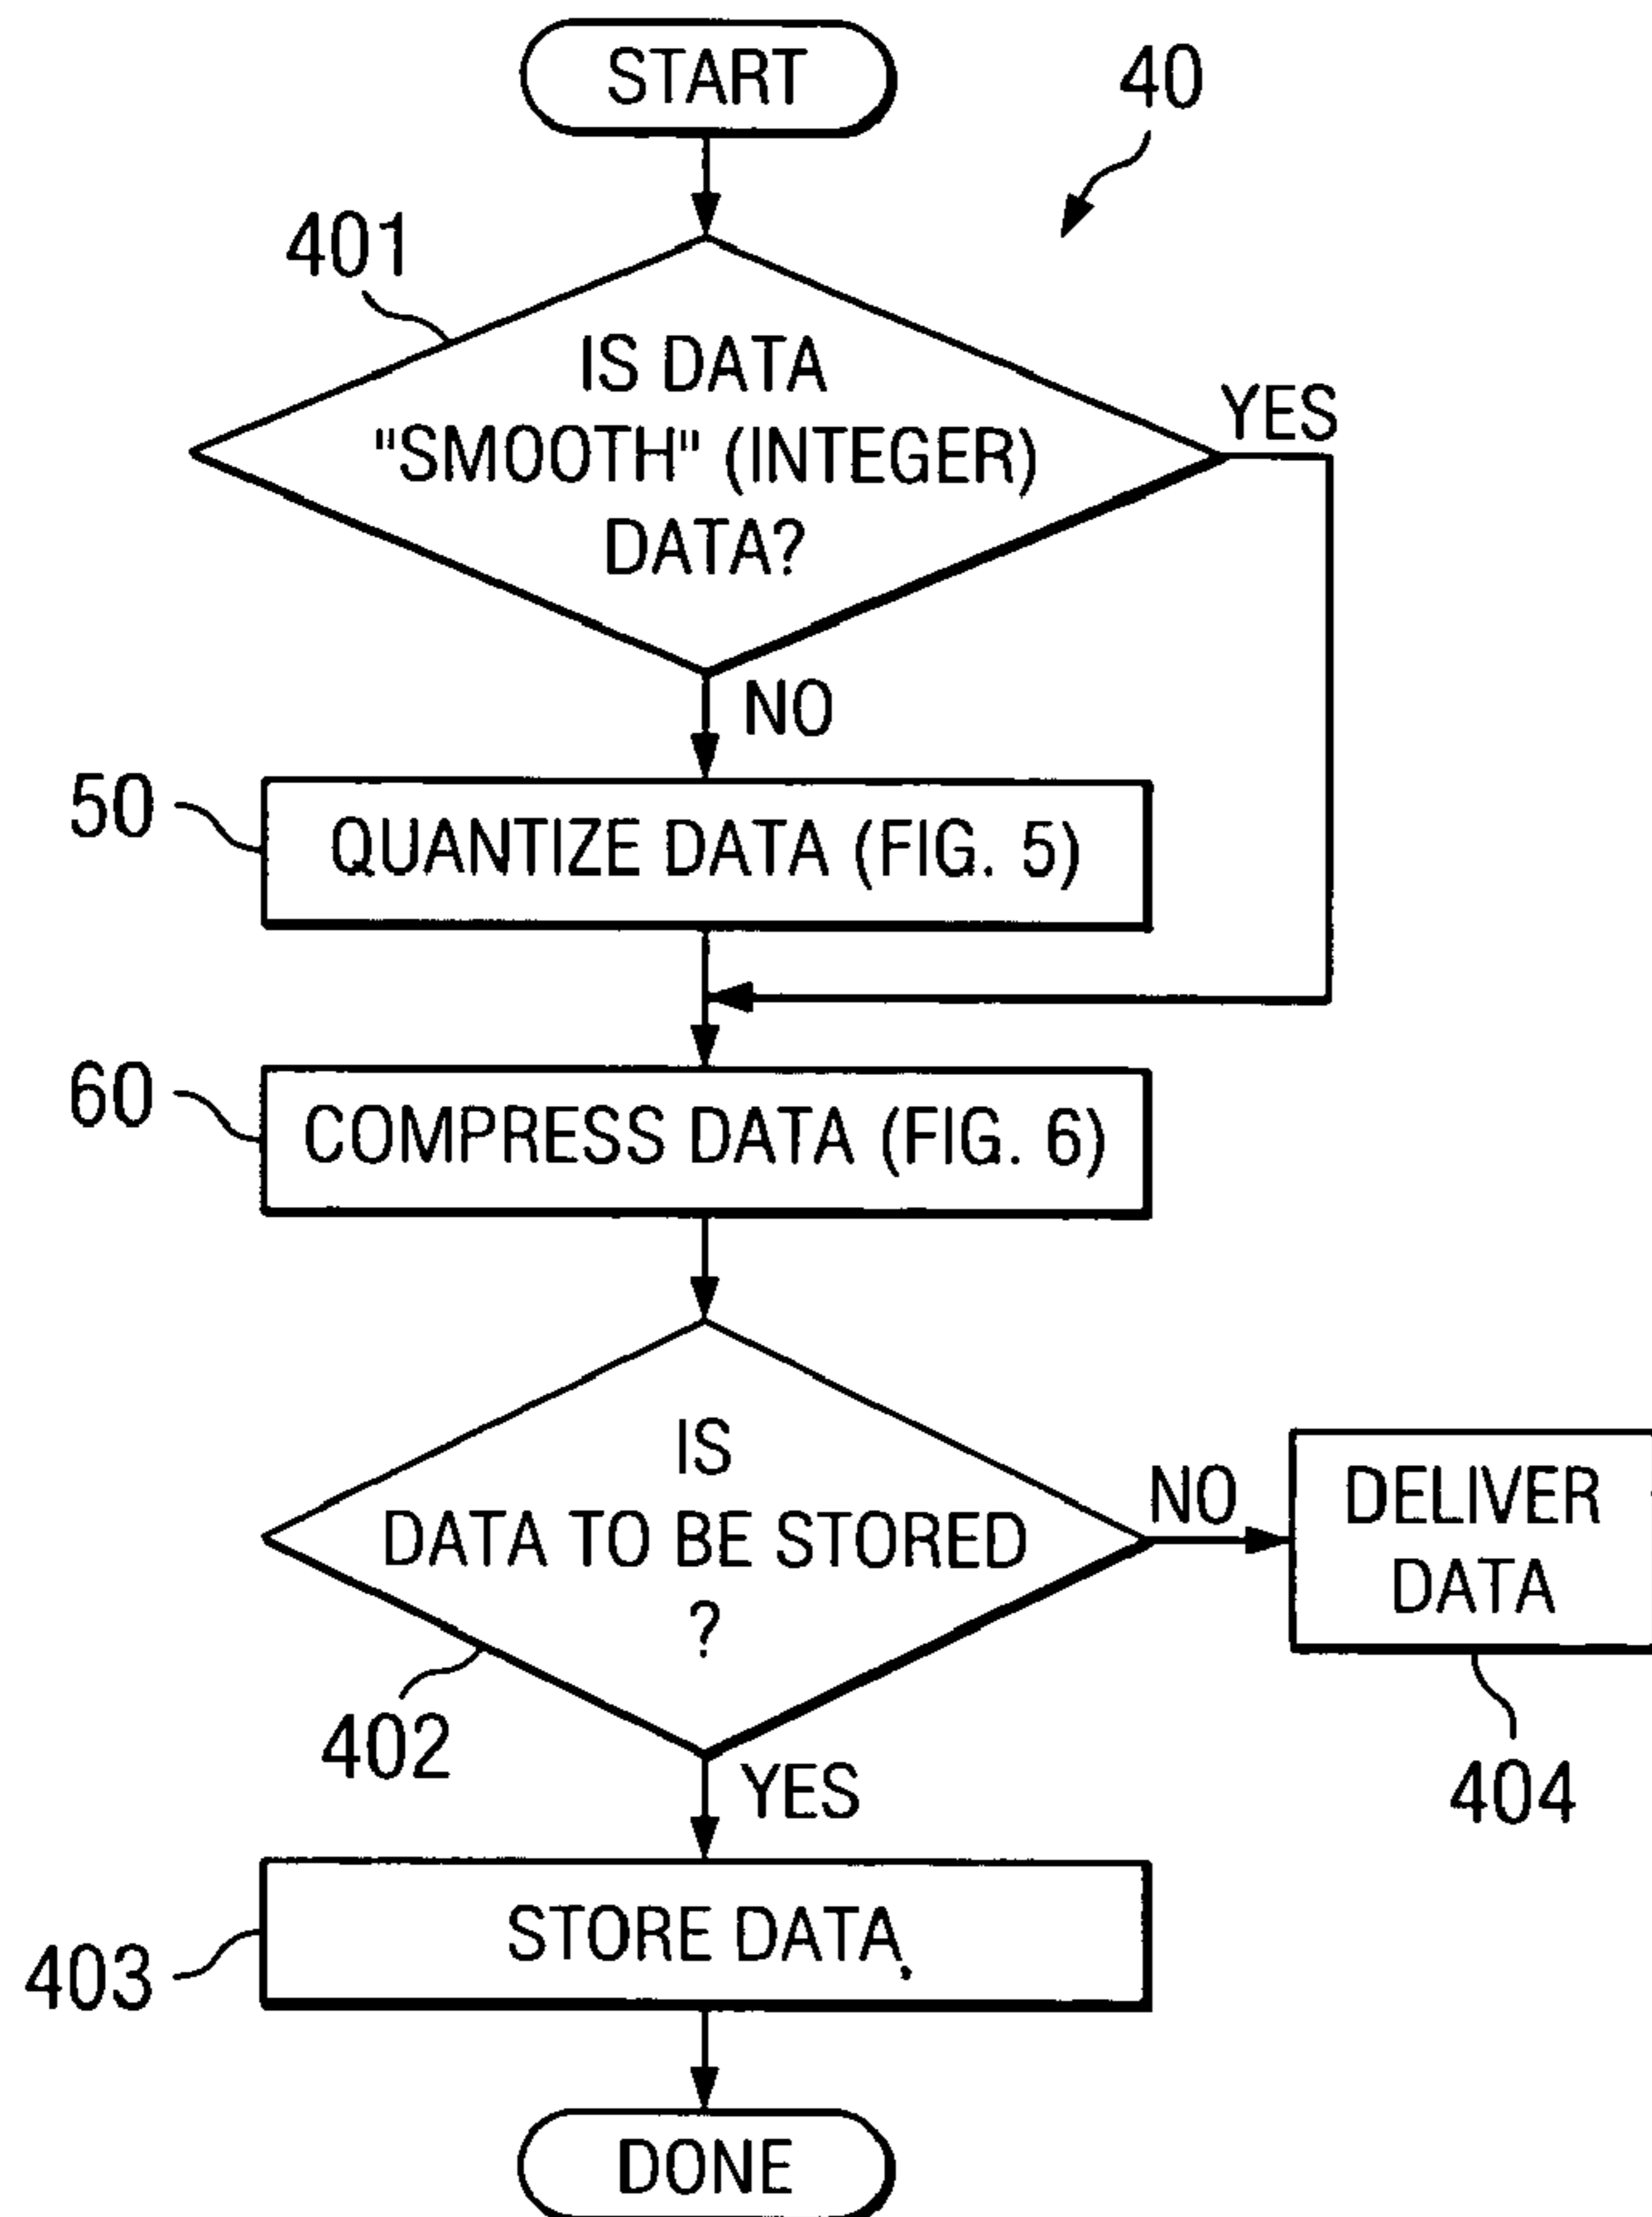 START
40
401
IS DATA
"SMOOTH" (INTEGER)
DATA?
YES
NO
50
QUANTIZE DATA (FIG. 5)
60
COMPRESS DATA (FIG. 6)
IS
DATA TO BE STORED
?
NO
DELIVER
DATA
402
404
YES
STORE DATA
403
DONE